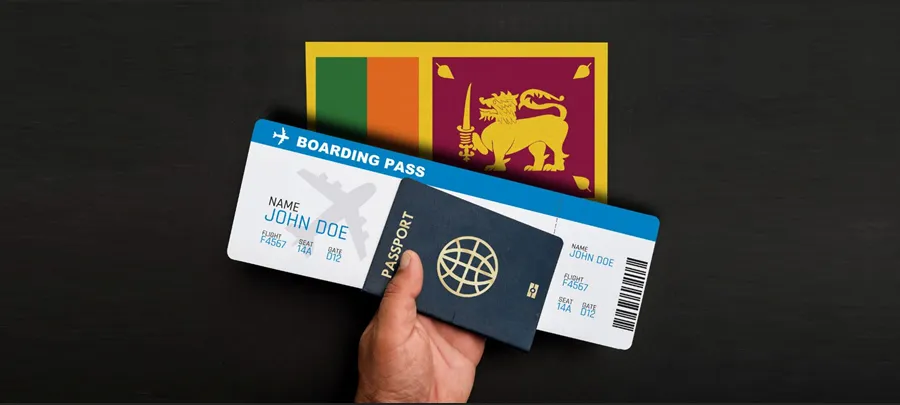 BOARDING PASS
NAME
JOHN DOE
FLIGHT SEAT GATE
F4567 14A D12
PASSPORT
NAME
JOHN DOE
FLIGHT
F4567
SEAT GATE
14A D12